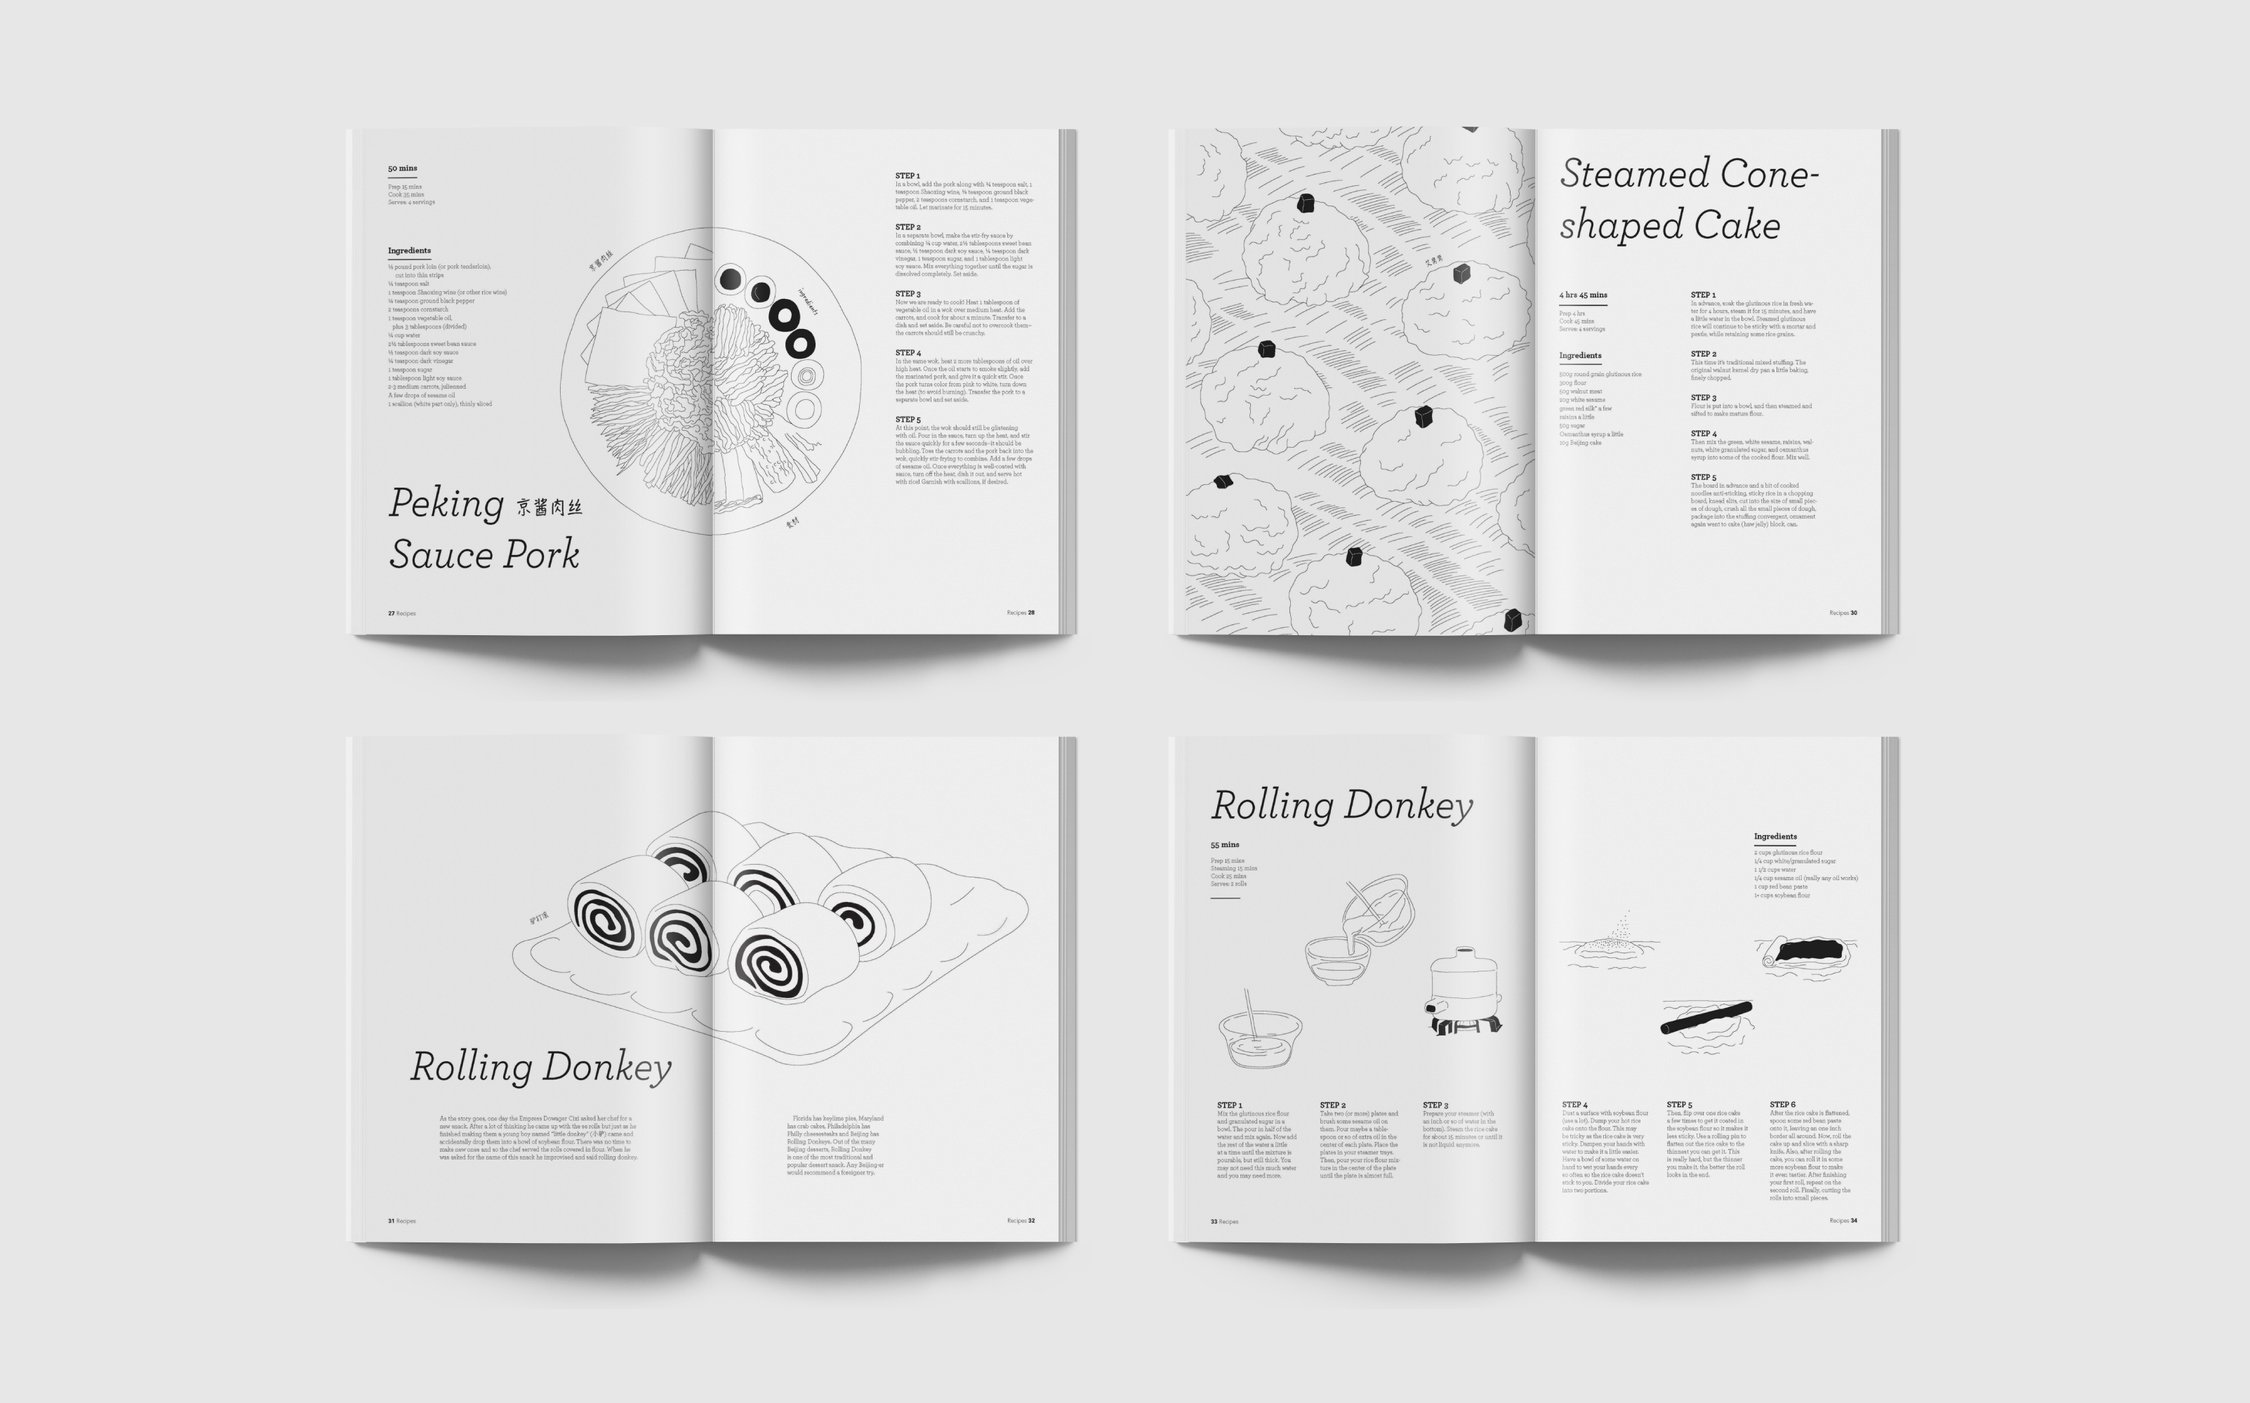 50 mins
Prep 15 mins
Cook 35 mins
Serves: 4 servings
Ingredients
½ pound pork loin (or pork tenderloin),
cut into thin strips
¼ teaspoon salt
1 teaspoon Shaoxing wine (or other rice wine)
⅛ teaspoon ground black pepper
2 teaspoons cornstarch
1 teaspoon vegetable oil,
plus 3 tablespoons (divided)
¼ cup water
2½ tablespoons sweet bean sauce
½ teaspoon dark soy sauce
¼ teaspoon dark vinegar
1 teaspoon sugar
1 tablespoon light soy sauce
2-3 medium carrots, julienned
A few drops of sesame oil
1 scallion (white part only), thinly sliced
京酱肉丝
ingredients
食材
Peking 京酱肉丝
Sauce Pork
27 Recipes
STEP 1
In a bowl, add the pork along with ¼ teaspoon salt, 1
teaspoon Shaoxing wine, ⅛ teaspoon ground black
pepper, 2 teaspoons cornstarch, and 1 teaspoon vege-
table oil. Let marinate for 15 minutes.
STEP 2
In a separate bowl, make the stir-fry sauce by
combining ¼ cup water, 2½ tablespoons sweet bean
sauce, ½ teaspoon dark soy sauce, ¼ teaspoon dark
vinegar, 1 teaspoon sugar, and 1 tablespoon light
soy sauce. Mix everything together until the sugar is
dissolved completely. Set aside.
STEP 3
Now we are ready to cook! Heat 1 tablespoon of
vegetable oil in a wok over medium heat. Add the
carrots, and cook for about a minute. Transfer to a
dish and set aside. Be careful not to overcook them–
the carrots should still be crunchy.
STEP 4
In the same wok, heat 2 more tablespoons of oil over
high heat. Once the oil starts to smoke slightly, add
the marinated pork, and give it a quick stir. Once
the pork turns color from pink to white, turn down
the heat (to avoid burning). Transfer the pork to a
separate bowl and set aside.
STEP 5
At this point, the wok should still be glistening
with oil. Pour in the sauce, turn up the heat, and stir
the sauce quickly for a few seconds–it should be
bubbling. Toss the carrots and the pork back into the
wok, quickly stir-frying to combine. Add a few drops
of sesame oil. Once everything is well-coated with
sauce, turn off the heat, dish it out, and serve hot
with rice! Garnish with scallions, if desired.
Recipes 28
艾窝窝
Steamed Cone-
shaped Cake
4 hrs 45 mins
Prep 4 hrs
Cook 45 mins
Serves: 4 servings
Ingredients
500g round grain glutinous rice
300g flour
50g walnut meat
20g white sesame
green red silk" a few
raisins a little
50g sugar
Osmanthus syrup a little
20g Beijing cake
STEP 1
In advance, soak the glutinous rice in fresh wa-
ter for 4 hours, steam it for 15 minutes, and have
a little water in the bowl. Steamed glutinous
rice will continue to be sticky with a mortar and
pestle, while retaining some rice grains.
STEP 2
This time it's traditional mixed stuffing. The
original walnut kernel dry pan a little baking,
finely chopped.
STEP 3
Flour is put into a bowl, and then steamed and
sifted to make mature flour.
STEP 4
Then mix the green, white sesame, raisins, wal-
nuts, white granulated sugar, and osmanthus
syrup into some of the cooked flour. Mix well.
STEP 5
The board in advance and a bit of cooked
noodles anti-sticking, sticky rice in a chopping
board, knead slits, cut into the size of small piec-
es of dough, crush all the small pieces of dough,
package into the stuffing convergent, ornament
again went to cake (haw jelly) block, can.
Recipes 30
驴打滚
Rolling Donkey
As the story goes, one day the Empress Dowager Cixi asked her chef for a
new snack. After a lot of thinking he came up with the es rolls but just as he
finished making them a young boy named "little donkey" (小驴) came and
accidentally drop them into a bowl of soybean flour. There was no time to
make new ones and so the chef served the rolls covered in flour. When he
was asked for the name of this snack he improvised and said rolling donkey.
31 Recipes
Florida has keylime pies, Maryland
has crab cakes, Philadelphia has
Philly cheesesteaks and Beijing has
Rolling Donkeys. Out of the many
Beijing desserts, Rolling Donkey
is one of the most traditional and
popular dessert snack. Any Beijing-er
would recommend a foreigner try.
Recipes 32
Rolling Donkey
55 mins
Prep 15 mins
Steaming 15 mins
Cook 25 mins
Serves: 2 rolls
STEP 1
Mix the glutinous rice flour
and granulated sugar in a
bowl. The pour in half of the
water and mix again. Now add
the rest of the water a little
at a time until the mixture is
pourable, but still thick. You
may not need this much water
and you may need more.
STEP 2
Take two (or more) plates and
brush some sesame oil on
them. Pour maybe a table-
spoon or so of extra oil in the
center of each plate. Place the
plates in your steamer trays.
Then, pour your rice flour mix-
ture in the center of the plate
until the plate is almost full.
STEP 3
Prepare your steamer (with
an inch or so of water in the
bottom). Steam the rice cake
for about 15 minutes or until it
is not liquid anymore.
33 Recipes
Ingredients
2 cups glutinous rice flour
1/4 cup white/granulated sugar
1 1/2 cups water
1/4 cup sesame oil (really any oil works)
1 cup red bean paste
1+ cups soybean flour
STEP 4
Dust a surface with soybean flour
(use a lot). Dump your hot rice
cake onto the flour. This may
be tricky as the rice cake is very
sticky. Dampen your hands with
water to make it a little easier.
Have a bowl of some water on
hand to wet your hands every
so often so the rice cake doesn't
stick to you. Divide your rice cake
into two portions.
STEP 5
Then, flip over one rice cake
a few times to get it coated in
the soybean flour so it makes it
less sticky. Use a rolling pin to
flatten out the rice cake to the
thinnest you can get it. This
is really hard, but the thinner
you make it, the better the roll
looks in the end.
STEP 6
After the rice cake is flattened,
spoon some red bean paste
onto it, leaving an one inch
border all around. Now, roll the
cake up and slice with a sharp
knife. Also, after rolling the
cake, you can roll it in some
more soybean flour to make
it even tastier. After finishing
your first roll, repeat on the
second roll. Finally, cutting the
rolls into small pieces.
Recipes 34